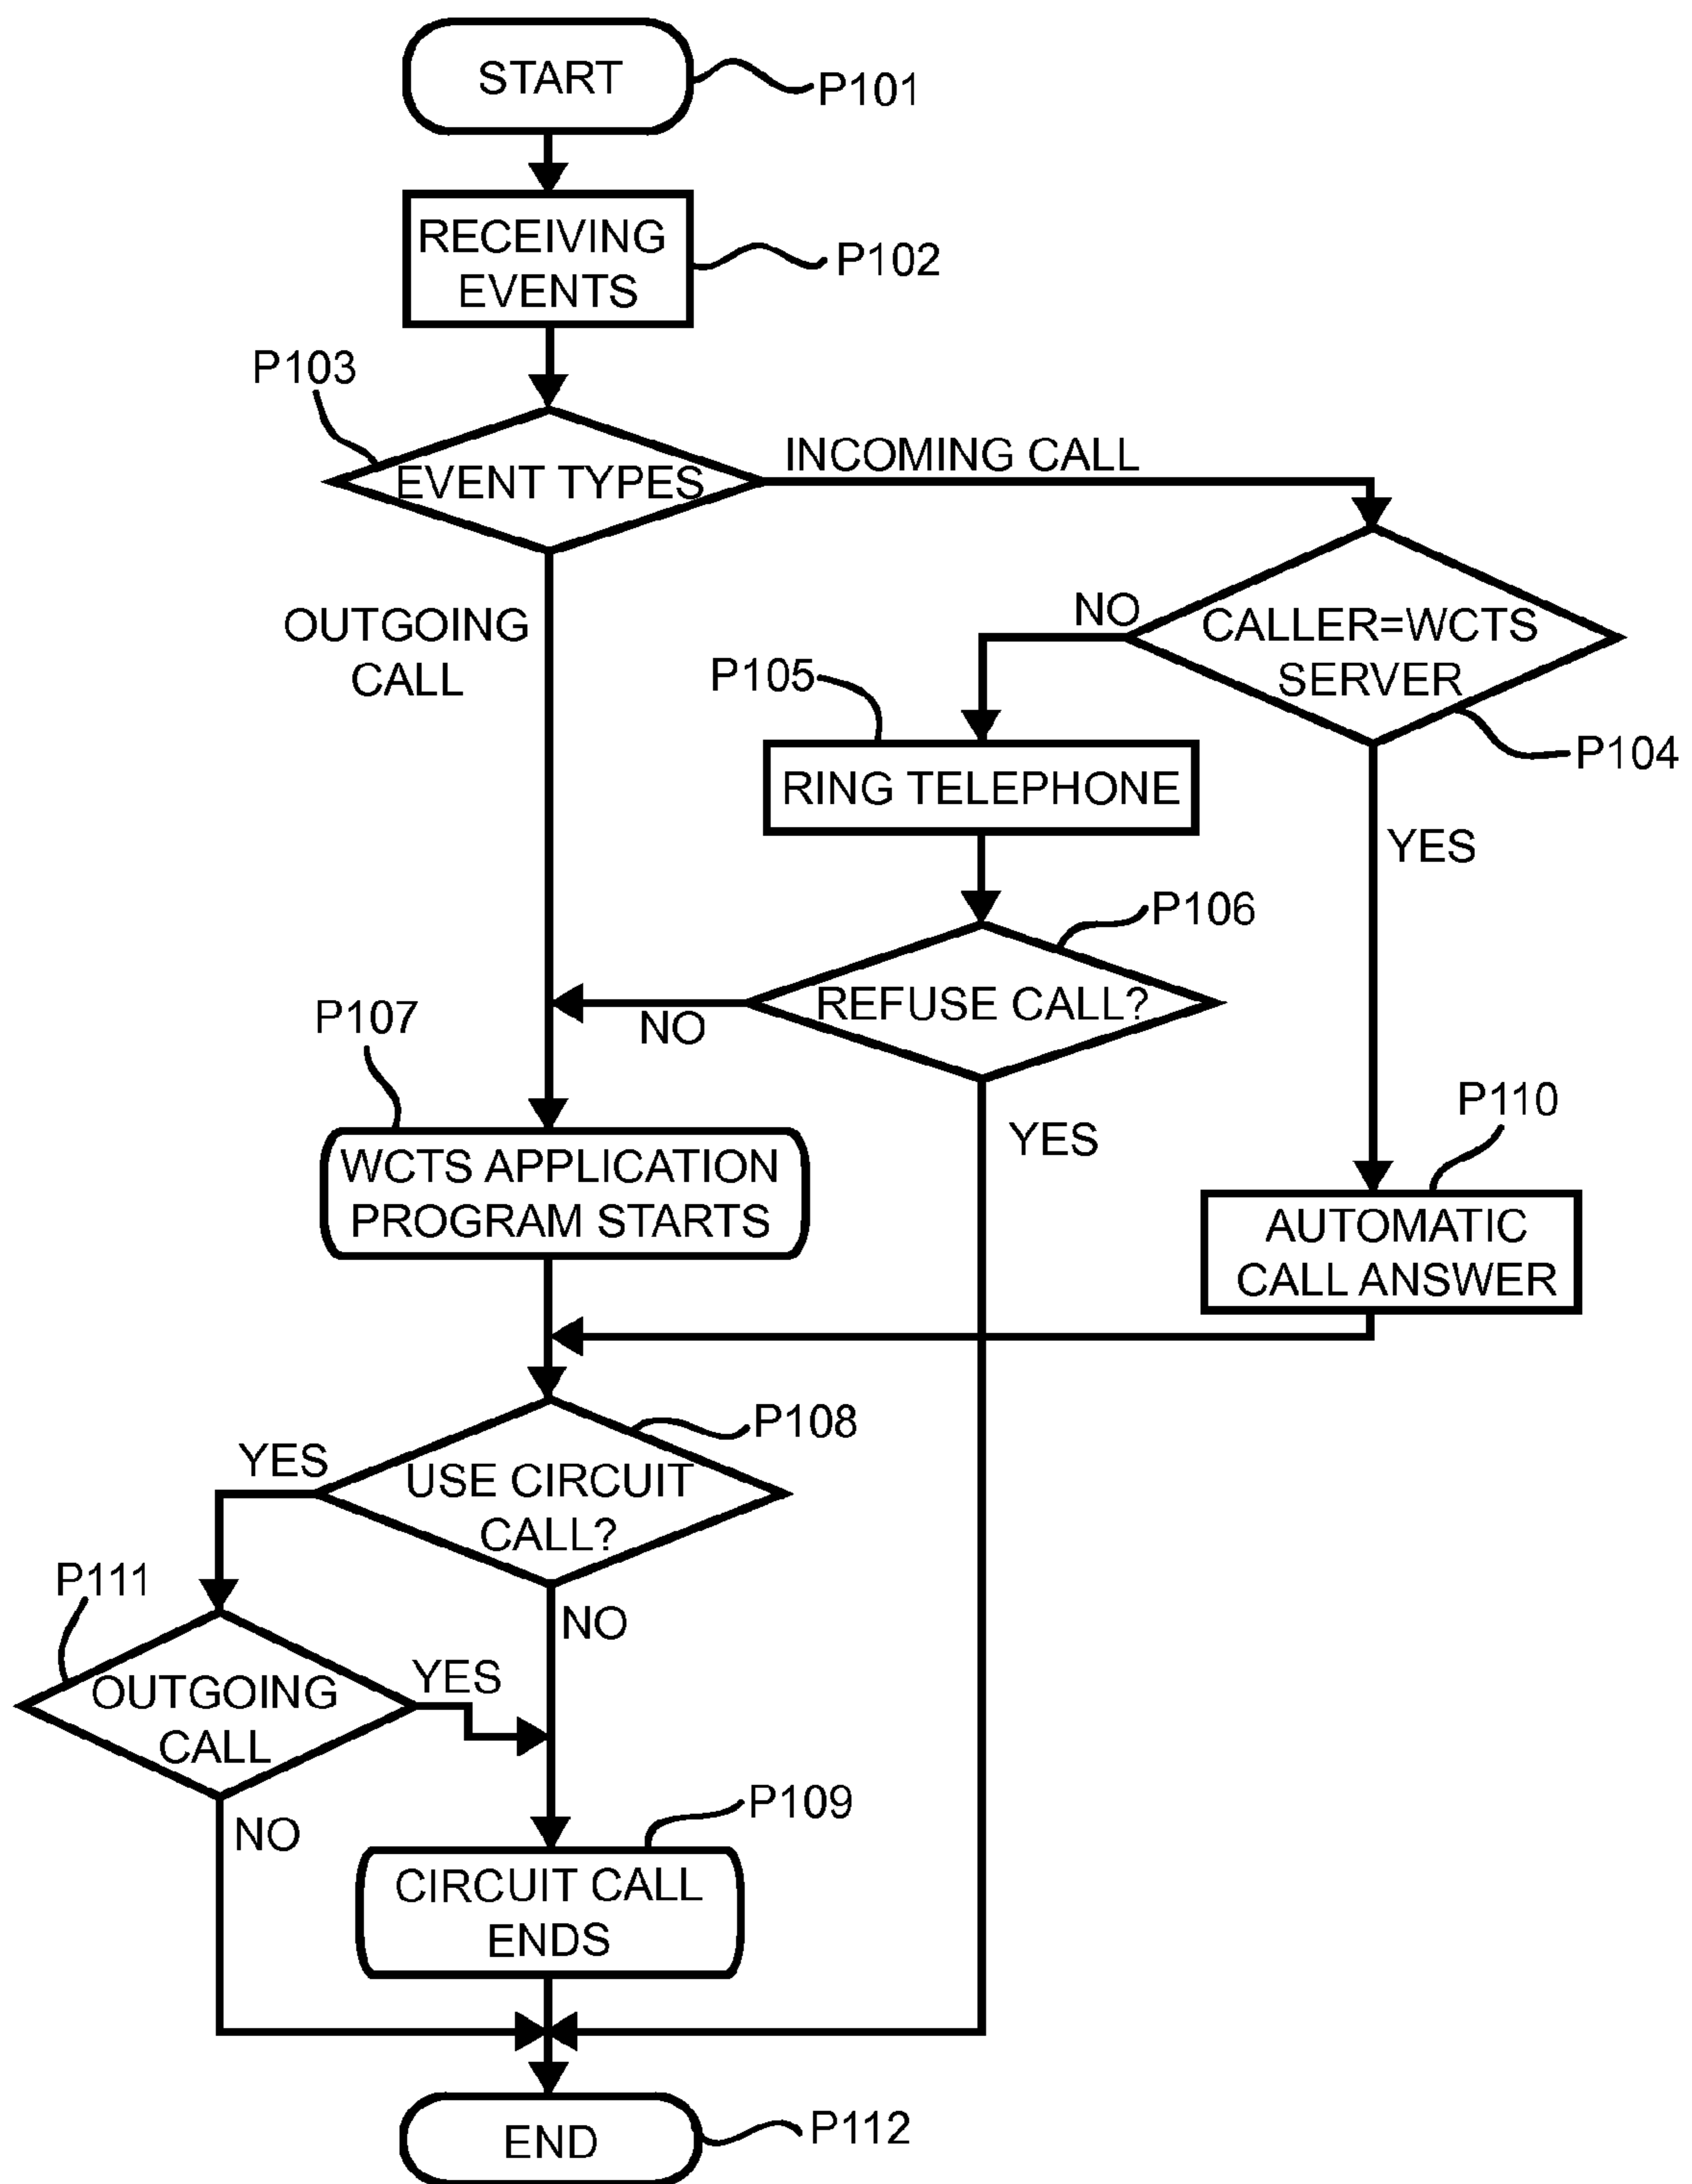 START
P101
RECEIVING
EVENTS
P102
P103
EVENT TYPES
INCOMING CALL
OUTGOING
CALL
NO
CALLER=WCTS
SERVER
P104
P105
RING TELEPHONE
YES
P106
REFUSE CALL?
NO
YES
P107
WCTS APPLICATION
PROGRAM STARTS
P110
AUTOMATIC
CALL ANSWER
P108
YES
USE CIRCUIT
CALL?
NO
P111
OUTGOING
CALL
YES
NO
P109
CIRCUIT CALL
ENDS
END
P112